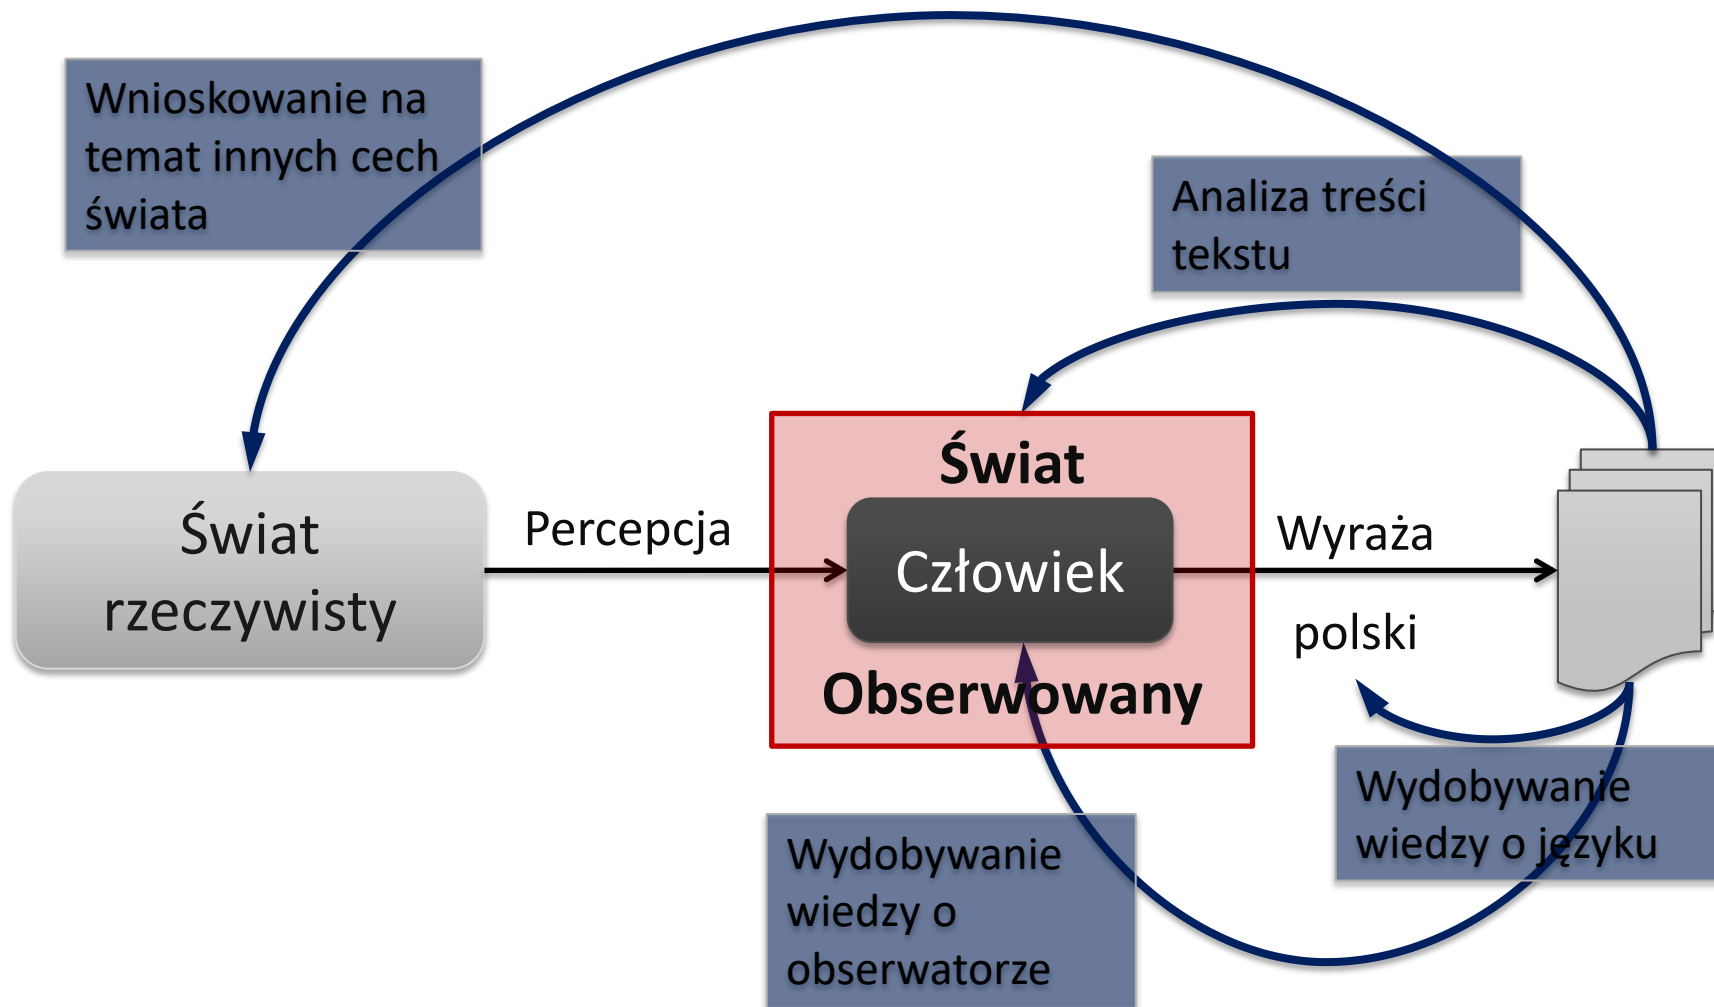 Wnioskowanie na
temat innych cech
świata
Analiza treści
tekstu
Świat
rzeczywisty
Percepcja
Świat
Człowiek
Obserwowany
Wyraża
polski
Wydobywanie
wiedzy o języku
Wydobywanie
wiedzy o
obserwatorze